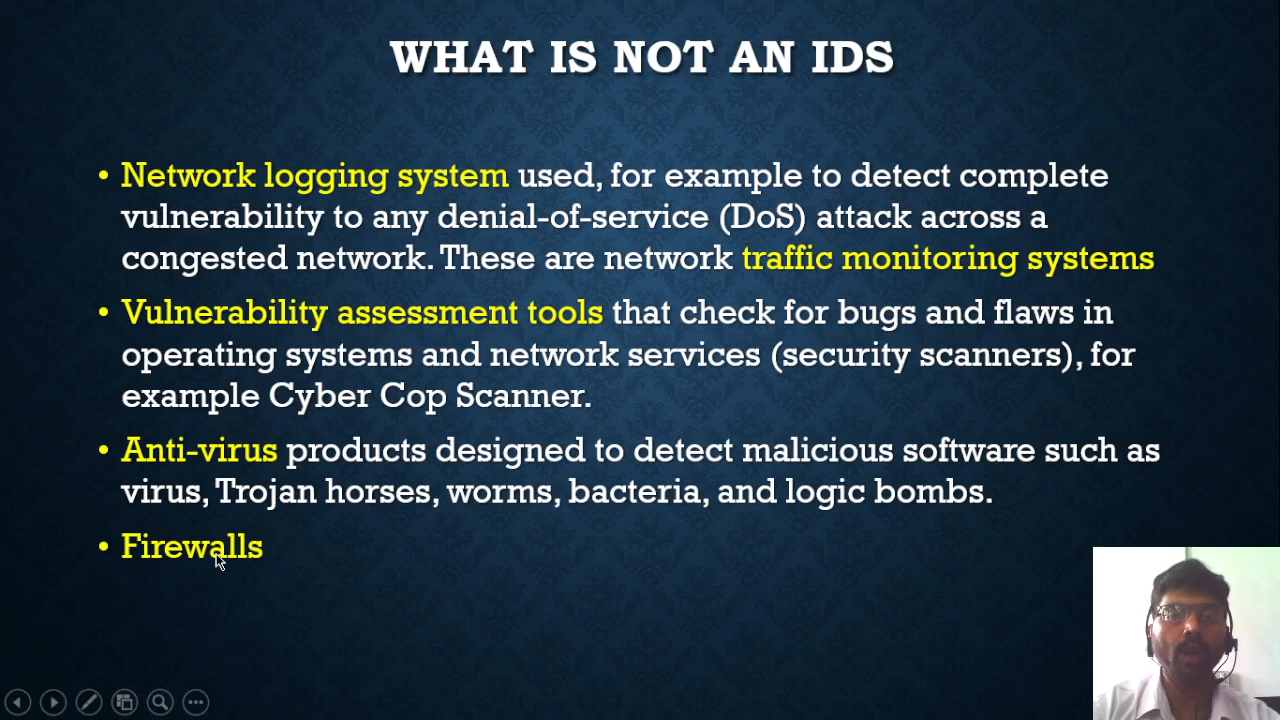 WHAT IS NOT AN IDS
• Network logging system used, for example to detect complete
vulnerability to any denial-of-service (DoS) attack across a
congested network. These are network traffic monitoring systems
• Vulnerability assessment tools that check for bugs and flaws in
operating systems and network services (security scanners), for
example Cyber Cop Scanner.
• Anti-virus products designed to detect malicious software such as
virus, Trojan horses, worms, bacteria, and logic bombs.
• Firewalls